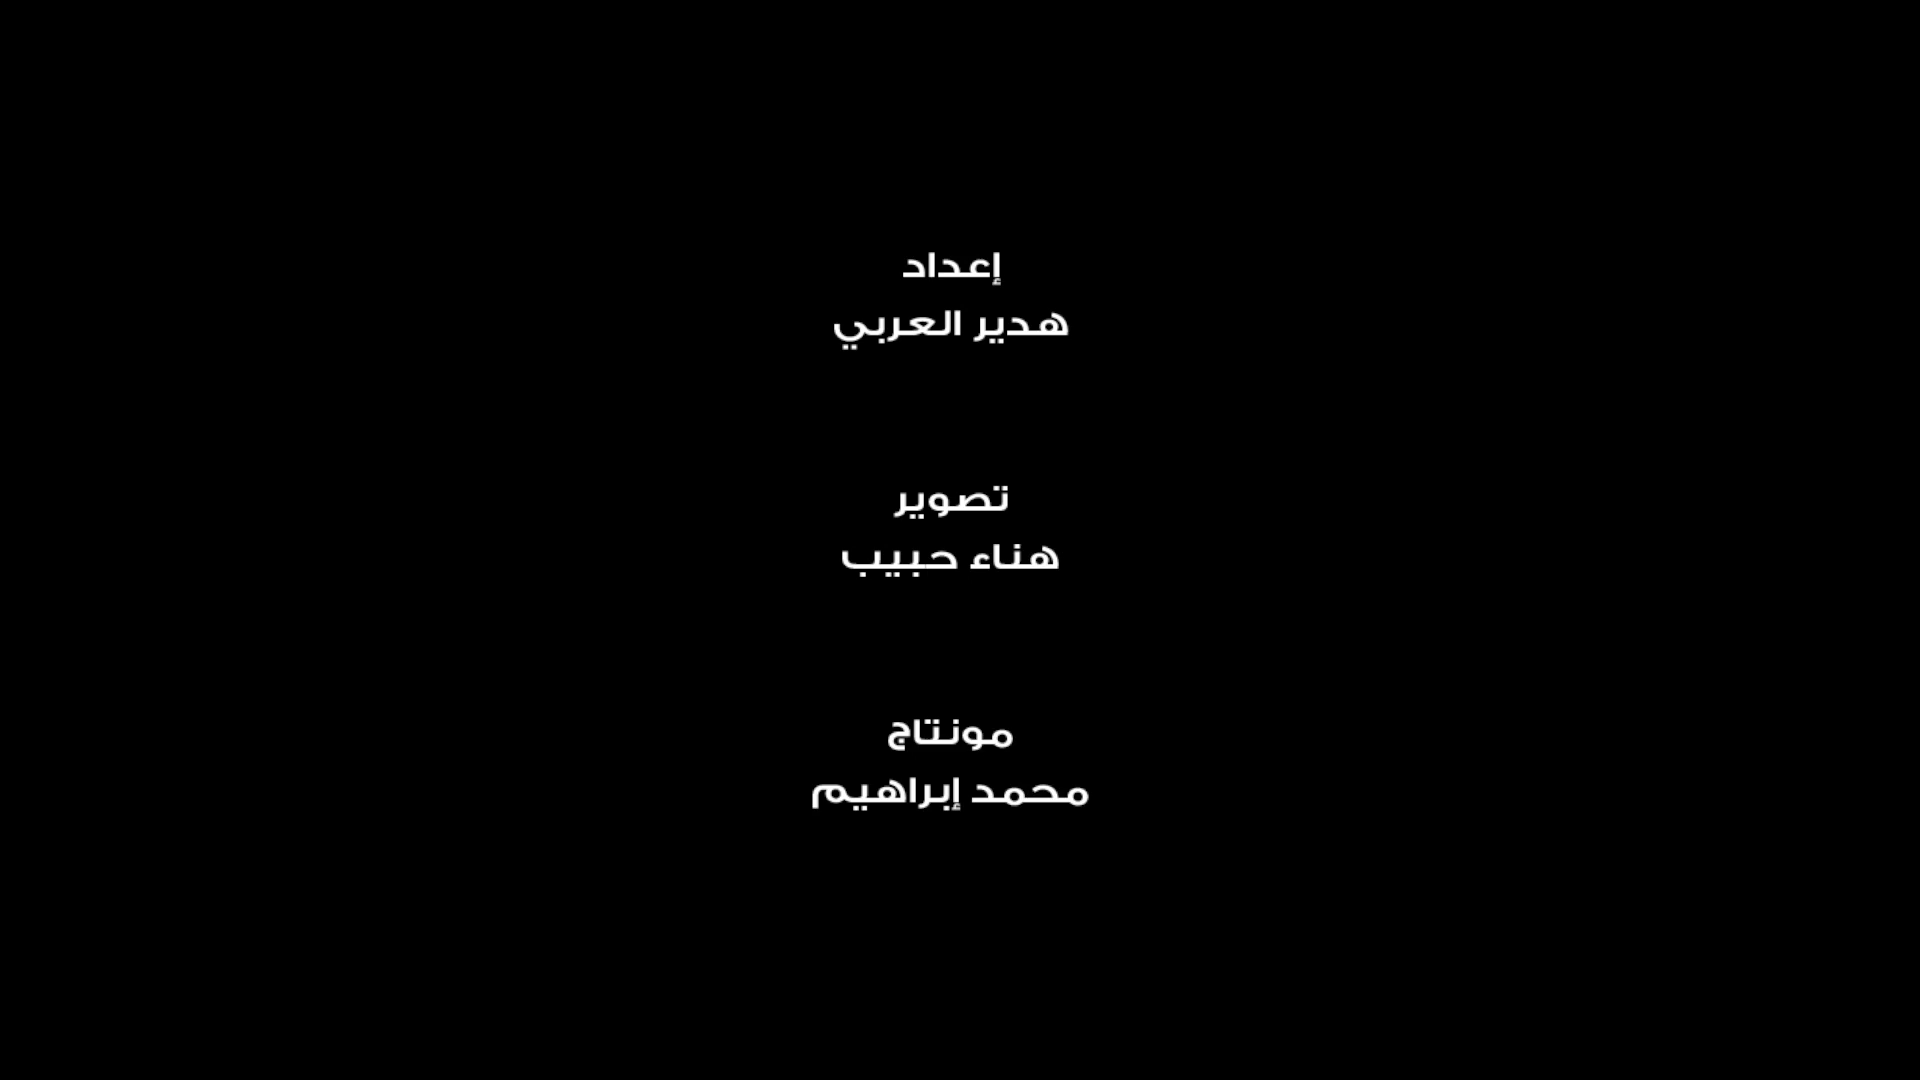 إعداد
هدير العربي
تصوير
هناء حبيب
مونتاج
محمد إبراهيم